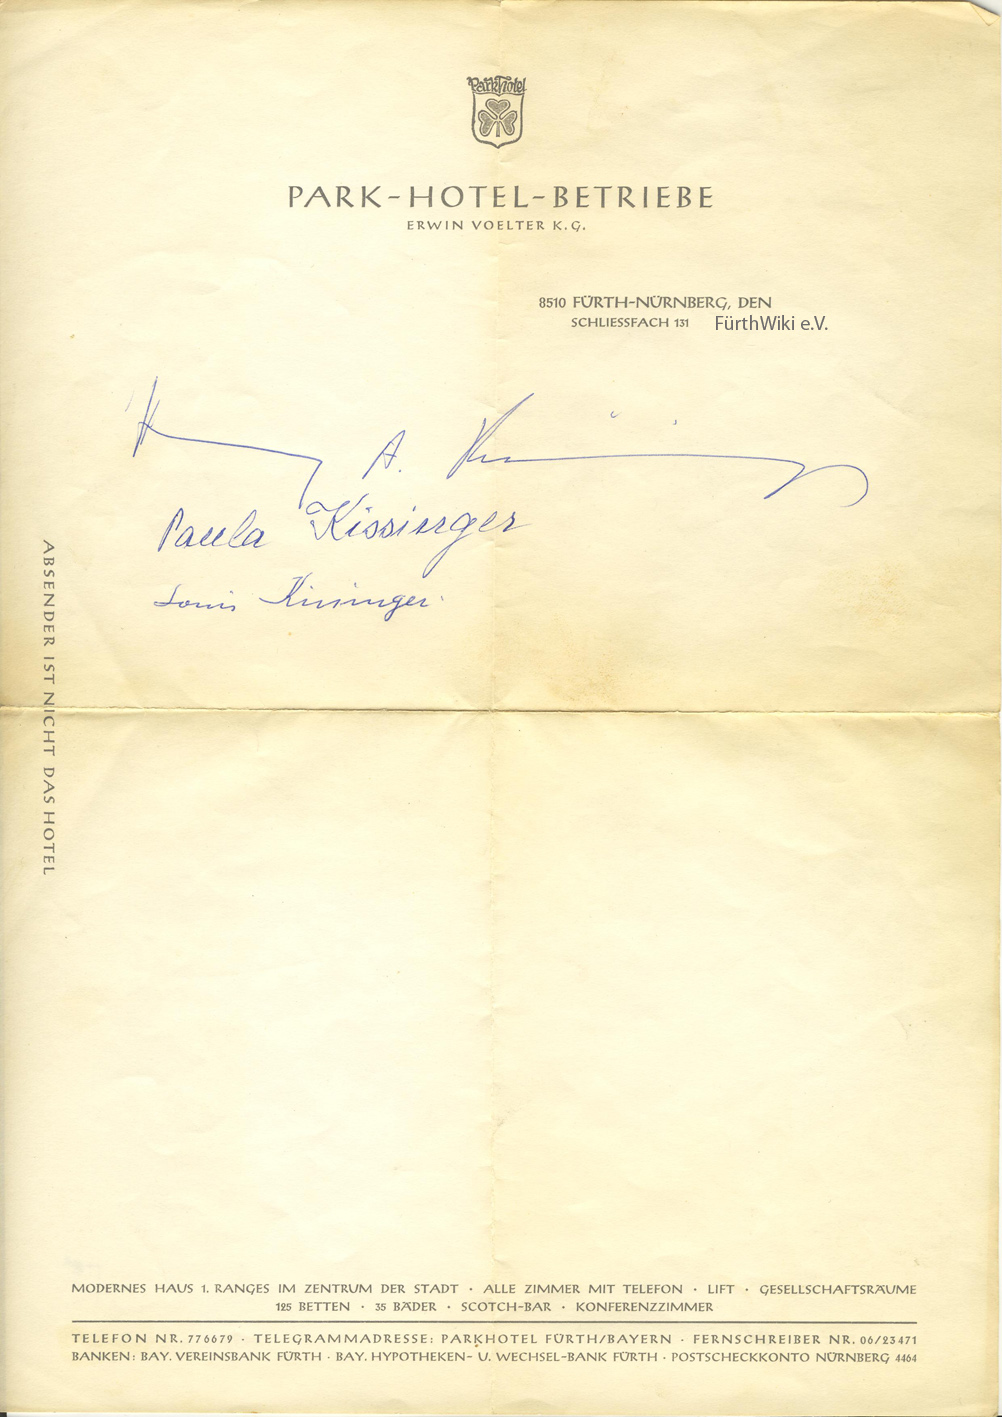 ParkHotel
PARK-HOTEL-BETRIEBE
ERWIN VOELTER K.G.
8510 FÜRTH-NÜRNBERG, DEN
SCHLIESSFACH 131 FürthWiki e.V.
Henry A. Kissinger
Paula Kissinger
Louis Kissinger
ABSENDER IST NICHT DAS HOTEL
MODERNES HAUS 1. RANGES IM ZENTRUM DER STADT · ALLE ZIMMER MIT TELEFON · LIFT · GESELLSCHAFTSRÄUME
125 BETTEN · 35 BÄDER · SCOTCH-BAR · KONFERENZZIMMER
TELEFON NR. 776679 · TELEGRAMMADRESSE: PARKHOTEL FÜRTH/BAYERN · FERNSCHREIBER NR. 06/23471
BANKEN: BAY. VEREINSBANK FÜRTH · BAY. HYPOTHEKEN- U. WECHSEL-BANK FÜRTH · POSTSCHECKKONTO NÜRNBERG 4464